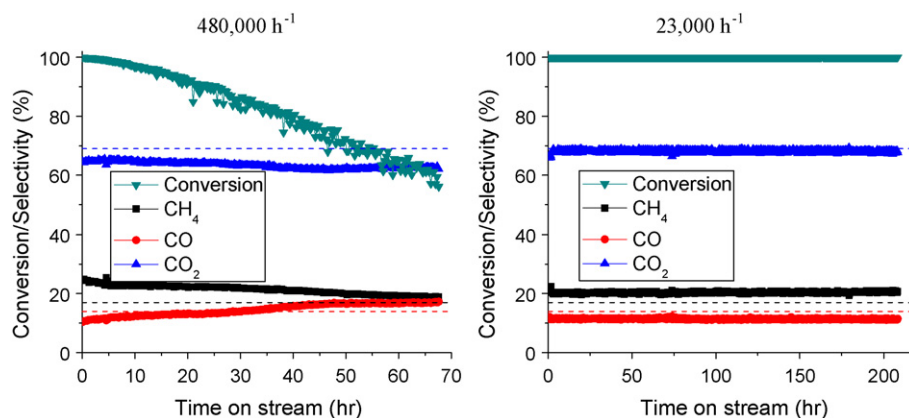 480,000 h⁻¹
Conversion/Selectivity (%)
100
80
60
40
20
0
Conversion
CH₄
CO
CO₂
0 10 20 30 40 50 60 70
Time on stream (hr)
23,000 h⁻¹
Conversion/Selectivity (%)
100
80
60
40
20
0
Conversion
CH₄
CO
CO₂
0 50 100 150 200
Time on stream (hr)